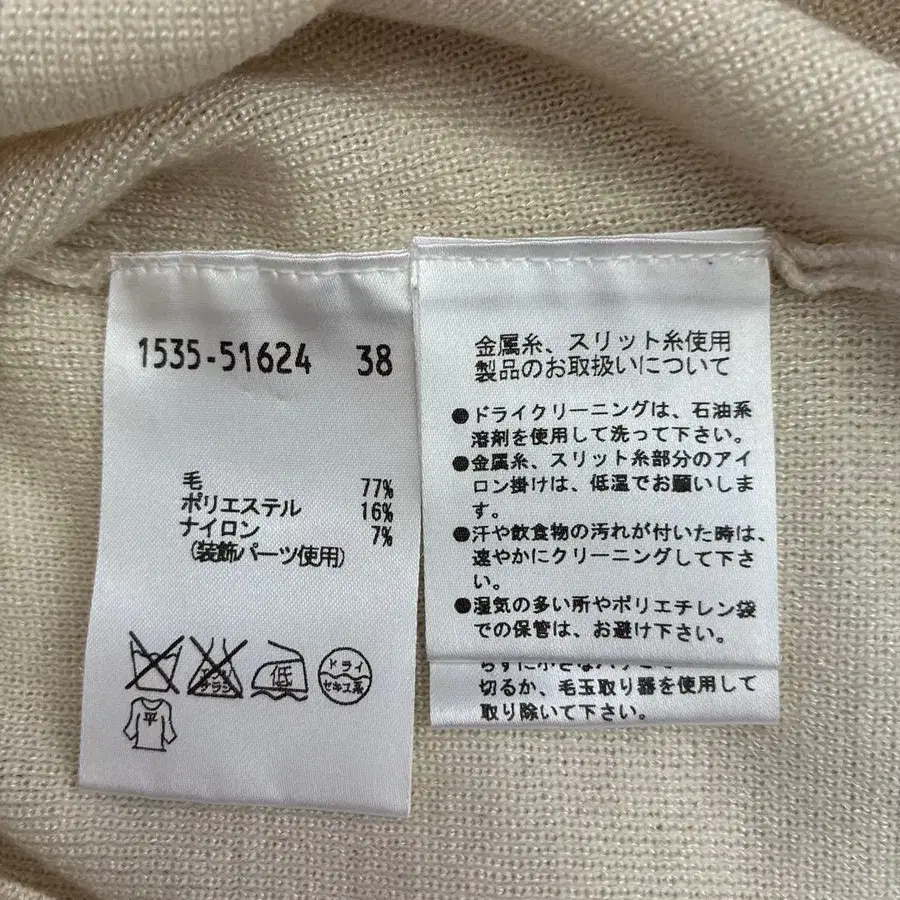 1535-51624 38
毛 77%
ポリエステル 16%
ナイロン 7%
(装飾パーツ使用)
エンソ
サラシ
低
ドライ
セキユ系
平
金属糸、スリット糸使用
製品のお取扱いについて
●ドライクリーニングは、石油系
溶剤を使用して洗って下さい。
●金属糸、スリット糸部分のアイ
ロン掛けは、低温でお願いしま
す。
●汗や飲食物の汚れが付いた時は、
速やかにクリーニングして下さ
い。
●湿気の多い所やポリエチレン袋
での保管は、お避け下さい。
切るか、毛玉取り器を使用して
取り除いて下さい。